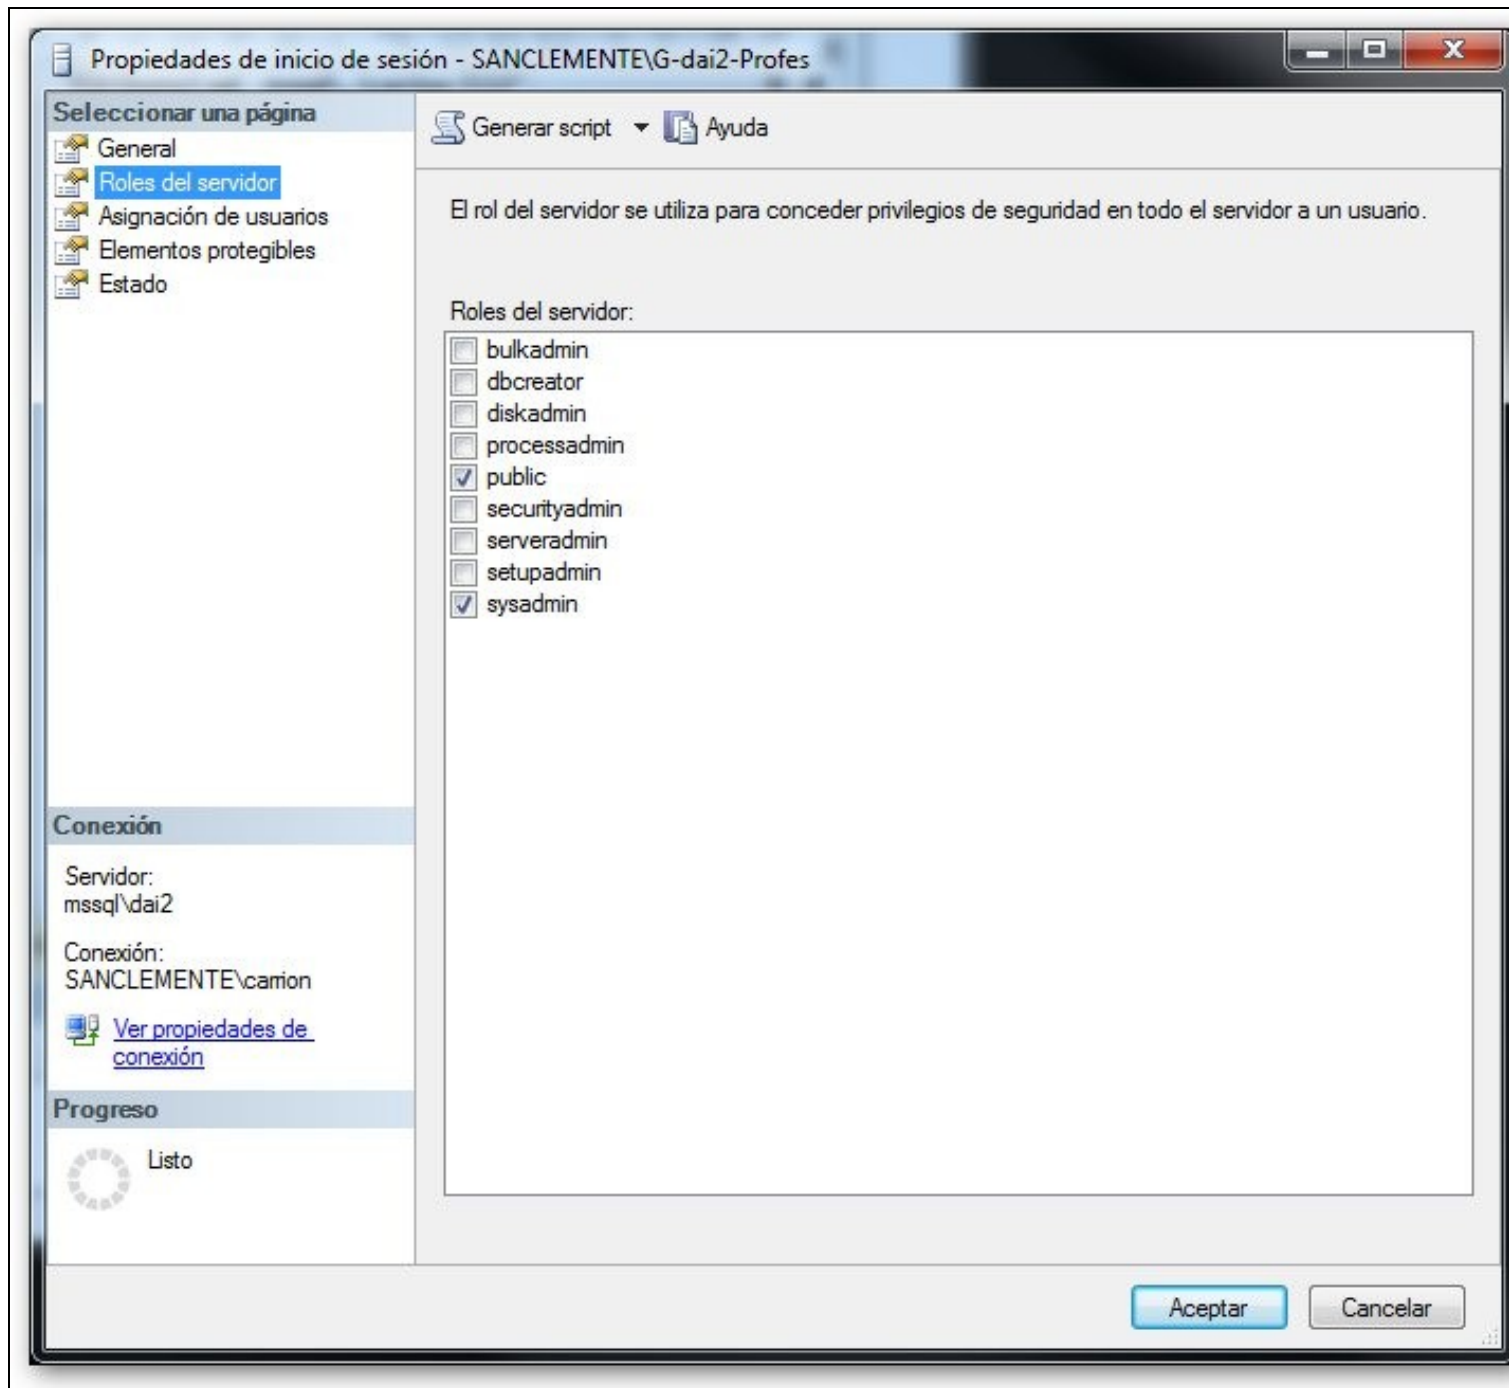 Propiedades de inicio de sesión - SANCLEMENTE\G-dai2-Profes
Seleccionar una página
General
Roles del servidor
Asignación de usuarios
Elementos protegibles
Estado
Generar script
Ayuda
El rol del servidor se utiliza para conceder privilegios de seguridad en todo el servidor a un usuario.
Roles del servidor:
bulkadmin
dbcreator
diskadmin
processadmin
public
securityadmin
serveradmin
setupadmin
sysadmin
Conexión
Servidor:
mssql\dai2
Conexión:
SANCLEMENTE\carrion
Ver propiedades de
conexión
Progreso
Listo
Aceptar
Cancelar